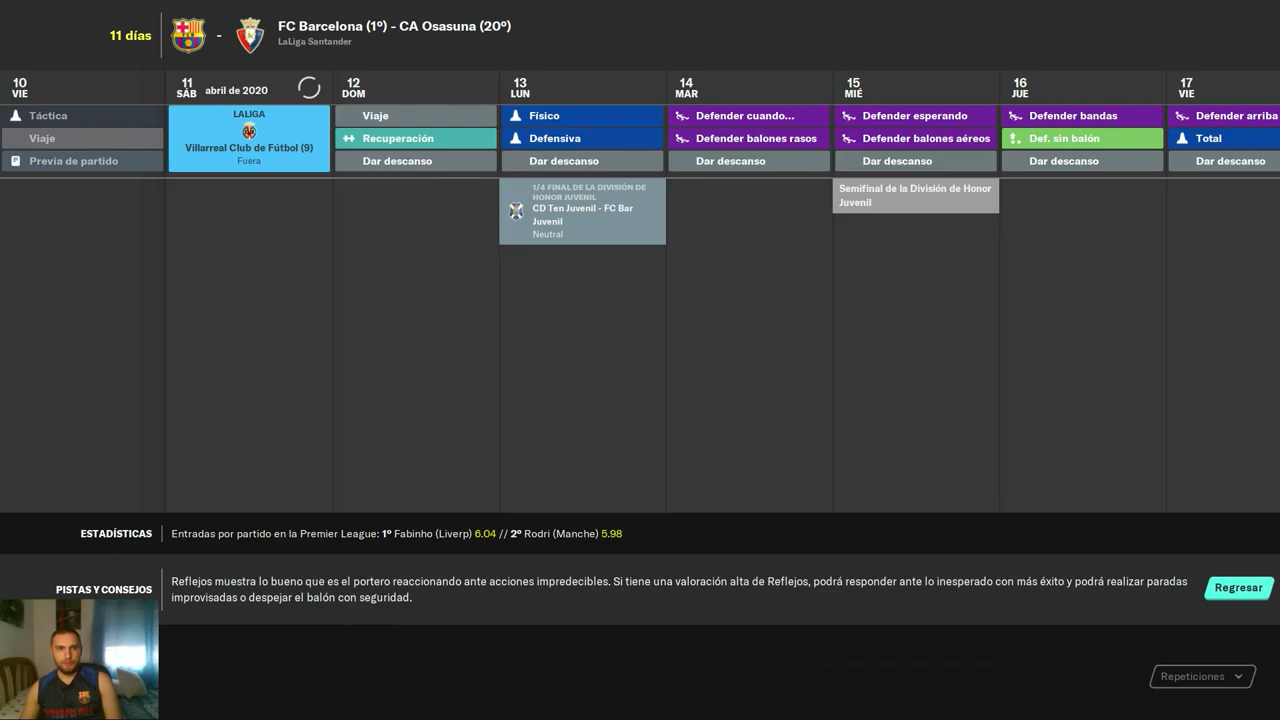 11 días
-
FC Barcelona (1º) - CA Osasuna (20º)
LaLiga Santander
10
VIE
11
SÁB
abril de 2020
12
DOM
13
LUN
14
MAR
15
MIÉ
16
JUE
17
VIE
Táctica
Viaje
Previa de partido
LALIGA
Villarreal Club de Fútbol (9)
Fuera
Viaje
Recuperación
Dar descanso
Físico
Defensiva
Dar descanso
Defender cuando...
Defender balones rasos
Dar descanso
Defender esperando
Defender balones aéreos
Dar descanso
Defender bandas
Def. sin balón
Dar descanso
Defender arriba
Total
Dar descanso
1/4 FINAL DE LA DIVISIÓN DE
HONOR JUVENIL
CD Ten Juvenil - FC Bar
Juvenil
Neutral
Semifinal de la División de Honor
Juvenil
ESTADÍSTICAS
Entradas por partido en la Premier League: 1º Fabinho (Liverp) 6.04 // 2º Rodri (Manche) 5.98
PISTAS Y CONSEJOS
Reflejos muestra lo bueno que es el portero reaccionando ante acciones impredecibles. Si tiene una valoración alta de Reflejos, podrá responder ante lo inesperado con más éxito y podrá realizar paradas
improvisadas o despejar el balón con seguridad.
Regresar
Repeticiones